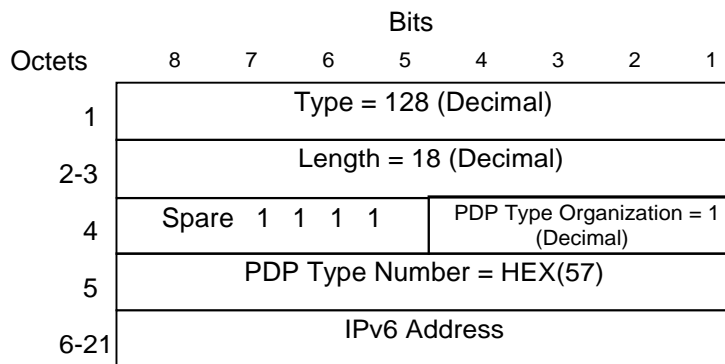 Bits
Octets 8 7 6 5 4 3 2 1
1 Type = 128 (Decimal)
2-3 Length = 18 (Decimal)
4 Spare 1 1 1 1 PDP Type Organization = 1
(Decimal)
5 PDP Type Number = HEX(57)
6-21 IPv6 Address